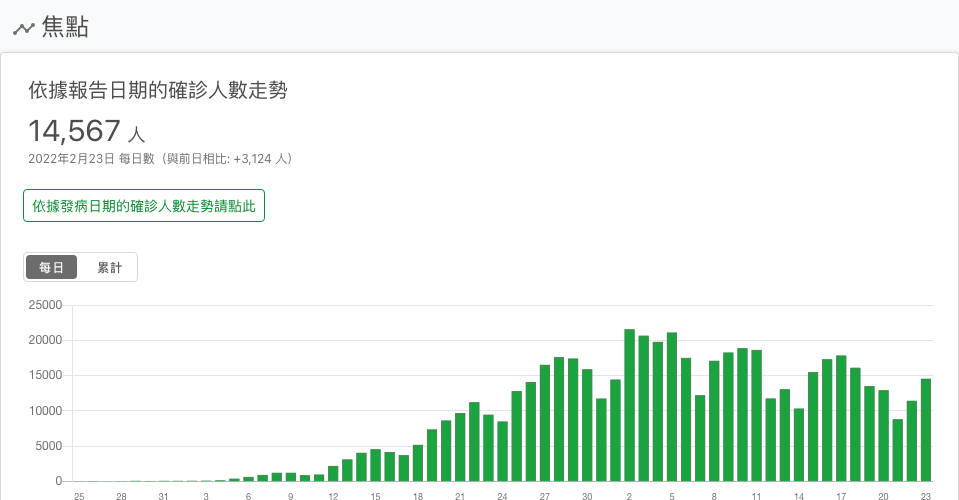 焦點
依據報告日期的確診人數走勢
14,567 人
2022年2月23日 每日數（與前日相比: +3,124 人）
依據發病日期的確診人數走勢請點此
每日 累計
25000
20000
15000
10000
5000
0
25 28 31 3 6 9 12 15 18 21 24 27 30 2 5 8 11 14 17 20 23